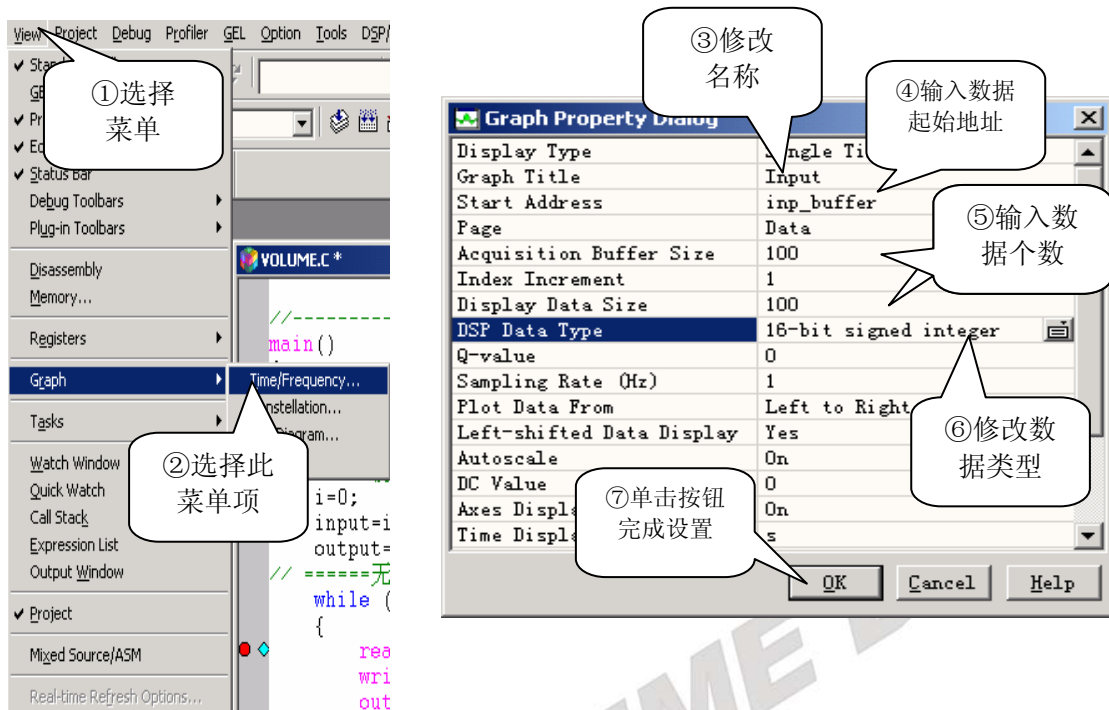 View Project Debug Profiler GEL Option Tools DSP/
①选择
菜单
Status Bar
Debug Toolbars
Plug-in Toolbars
Disassembly
Memory...
Registers
Graph
Tasks
Watch Window
Quick Watch
Call Stack
Expression List
Output Window
Project
Mixed Source/ASM
Real-time Refresh Options...
Time/Frequency...
②选择此
菜单项
VOLUME.C *
//----------
main()
i=0;
input=i
output=
// ======无
while (
{
rea
wri
out
③修改
名称
④输入数据
起始地址
⑤输入数
据个数
⑥修改数
据类型
⑦单击按钮
完成设置
Graph Property Dialog
Display Type
Graph Title Input
Start Address inp_buffer
Page Data
Acquisition Buffer Size 100
Index Increment 1
Display Data Size 100
DSP Data Type 16-bit signed integer
Q-value 0
Sampling Rate (Hz) 1
Plot Data From Left to Right
Left-shifted Data Display Yes
Autoscale On
DC Value 0
Axes Displa On
Time Displa s
OK Cancel Help